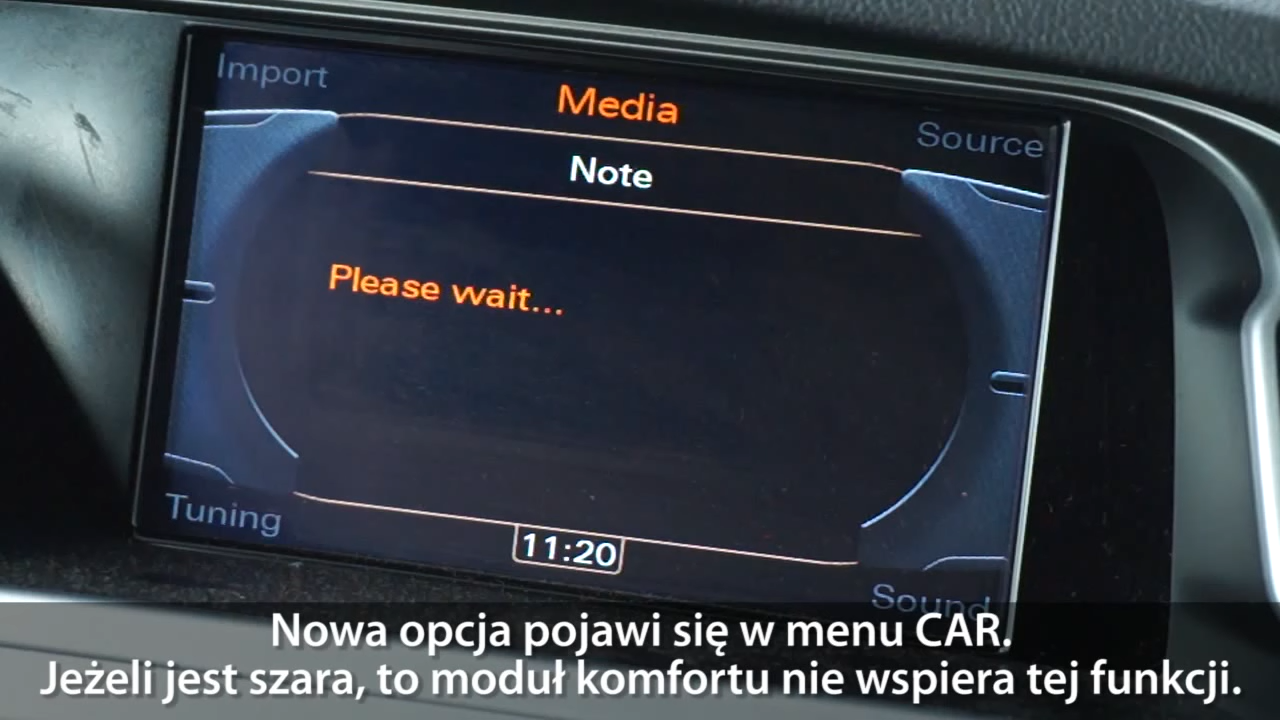 Import
Media
Source
Note
Please wait...
Tuning
11:20
Sound
Nowa opcja pojawi się w menu CAR.
Jeżeli jest szara, to moduł komfortu nie wspiera tej funkcji.